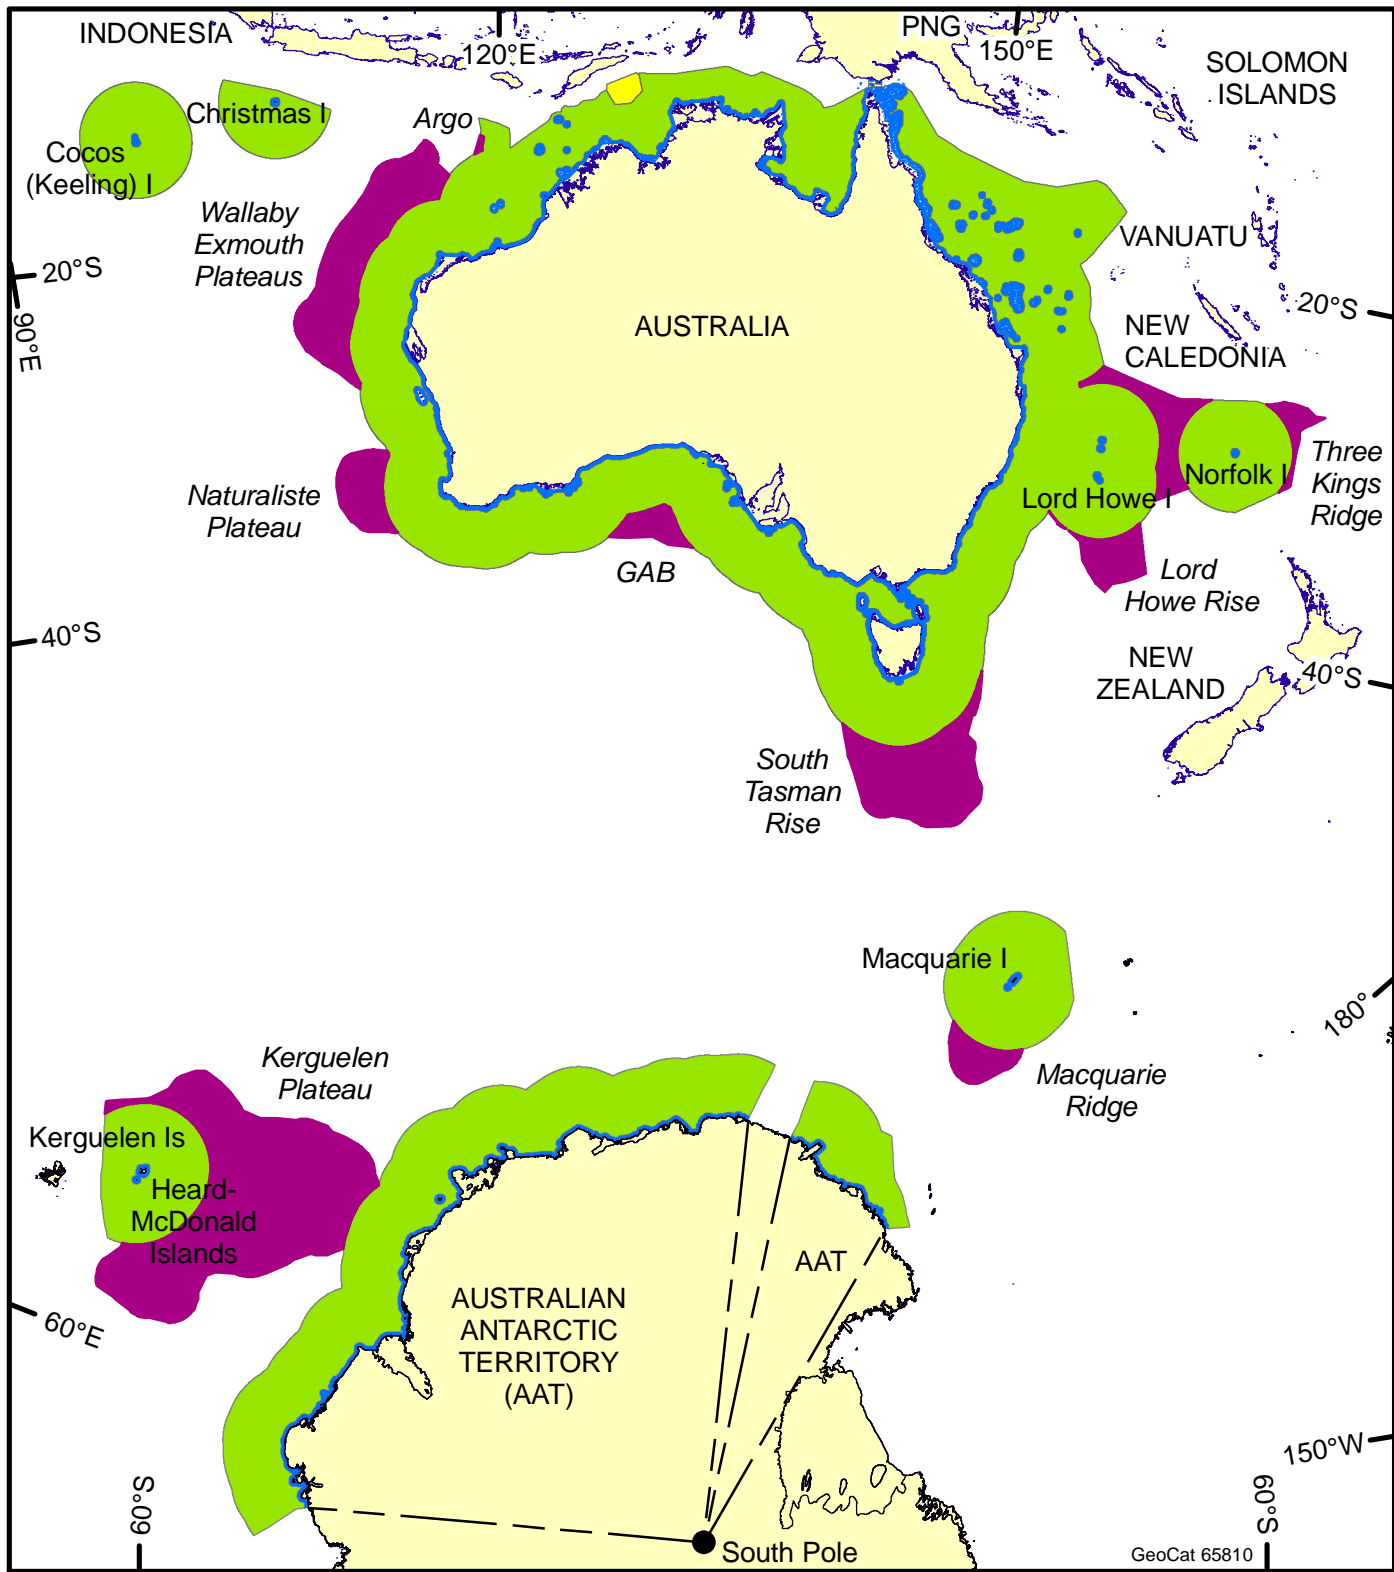 INDONESIA
120°E
PNG
150°E
SOLOMON
ISLANDS
Christmas I
Argo
Cocos
(Keeling) I
Wallaby
Exmouth
Plateaus
VANUATU
20°S
20°S
90°E
AUSTRALIA
NEW
CALEDONIA
Naturaliste
Plateau
Lord Howe I
Norfolk I
Three
Kings
Ridge
GAB
Lord
Howe Rise
40°S
NEW
ZEALAND
40°S
South
Tasman
Rise
Macquarie I
180°
Kerguelen
Plateau
Macquarie
Ridge
Kerguelen Is
Heard-
McDonald
Islands
AAT
60°E
AUSTRALIAN
ANTARCTIC
TERRITORY
(AAT)
150°W
60°S
60°S
South Pole
GeoCat 65810